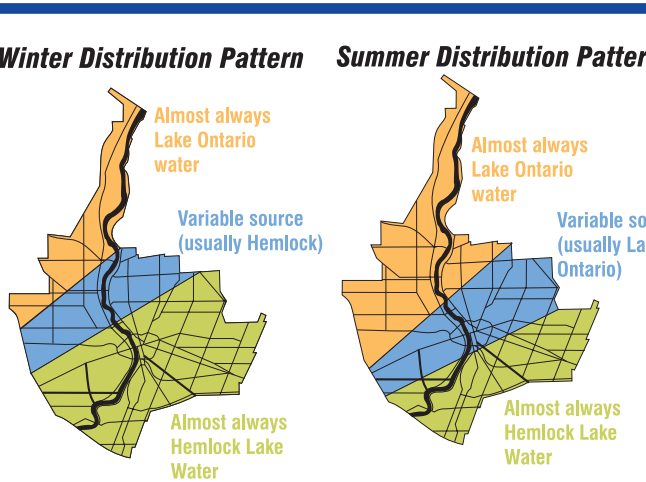 Winter Distribution Pattern
Almost always
Lake Ontario
water
Variable source
(usually Hemlock)
Almost always
Hemlock Lake
Water
Summer Distribution Patter
Almost always
Lake Ontario
water
Variable so
(usually La
Ontario)
Almost always
Hemlock Lake
Water